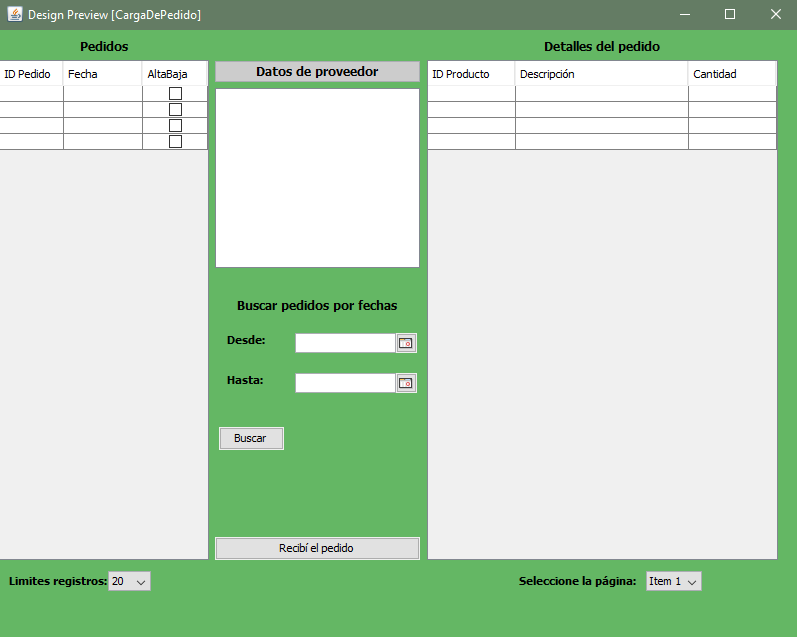 Design Preview [CargaDePedido]
Pedidos
ID Pedido Fecha AltaBaja
Datos de proveedor
Detalles del pedido
ID Producto Descripción Cantidad
Buscar pedidos por fechas
Desde:
Hasta:
Buscar
Recibí el pedido
Limites registros: 20
Seleccione la página: Item 1